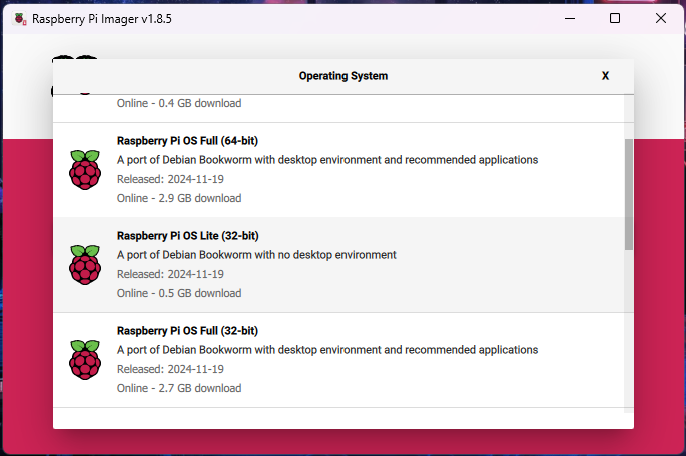 Raspberry Pi Imager v1.8.5
Operating System
X
Online - 0.4 GB download
Raspberry Pi OS Full (64-bit)
A port of Debian Bookworm with desktop environment and recommended applications
Released: 2024-11-19
Online - 2.9 GB download
Raspberry Pi OS Lite (32-bit)
A port of Debian Bookworm with no desktop environment
Released: 2024-11-19
Online - 0.5 GB download
Raspberry Pi OS Full (32-bit)
A port of Debian Bookworm with desktop environment and recommended applications
Released: 2024-11-19
Online - 2.7 GB download